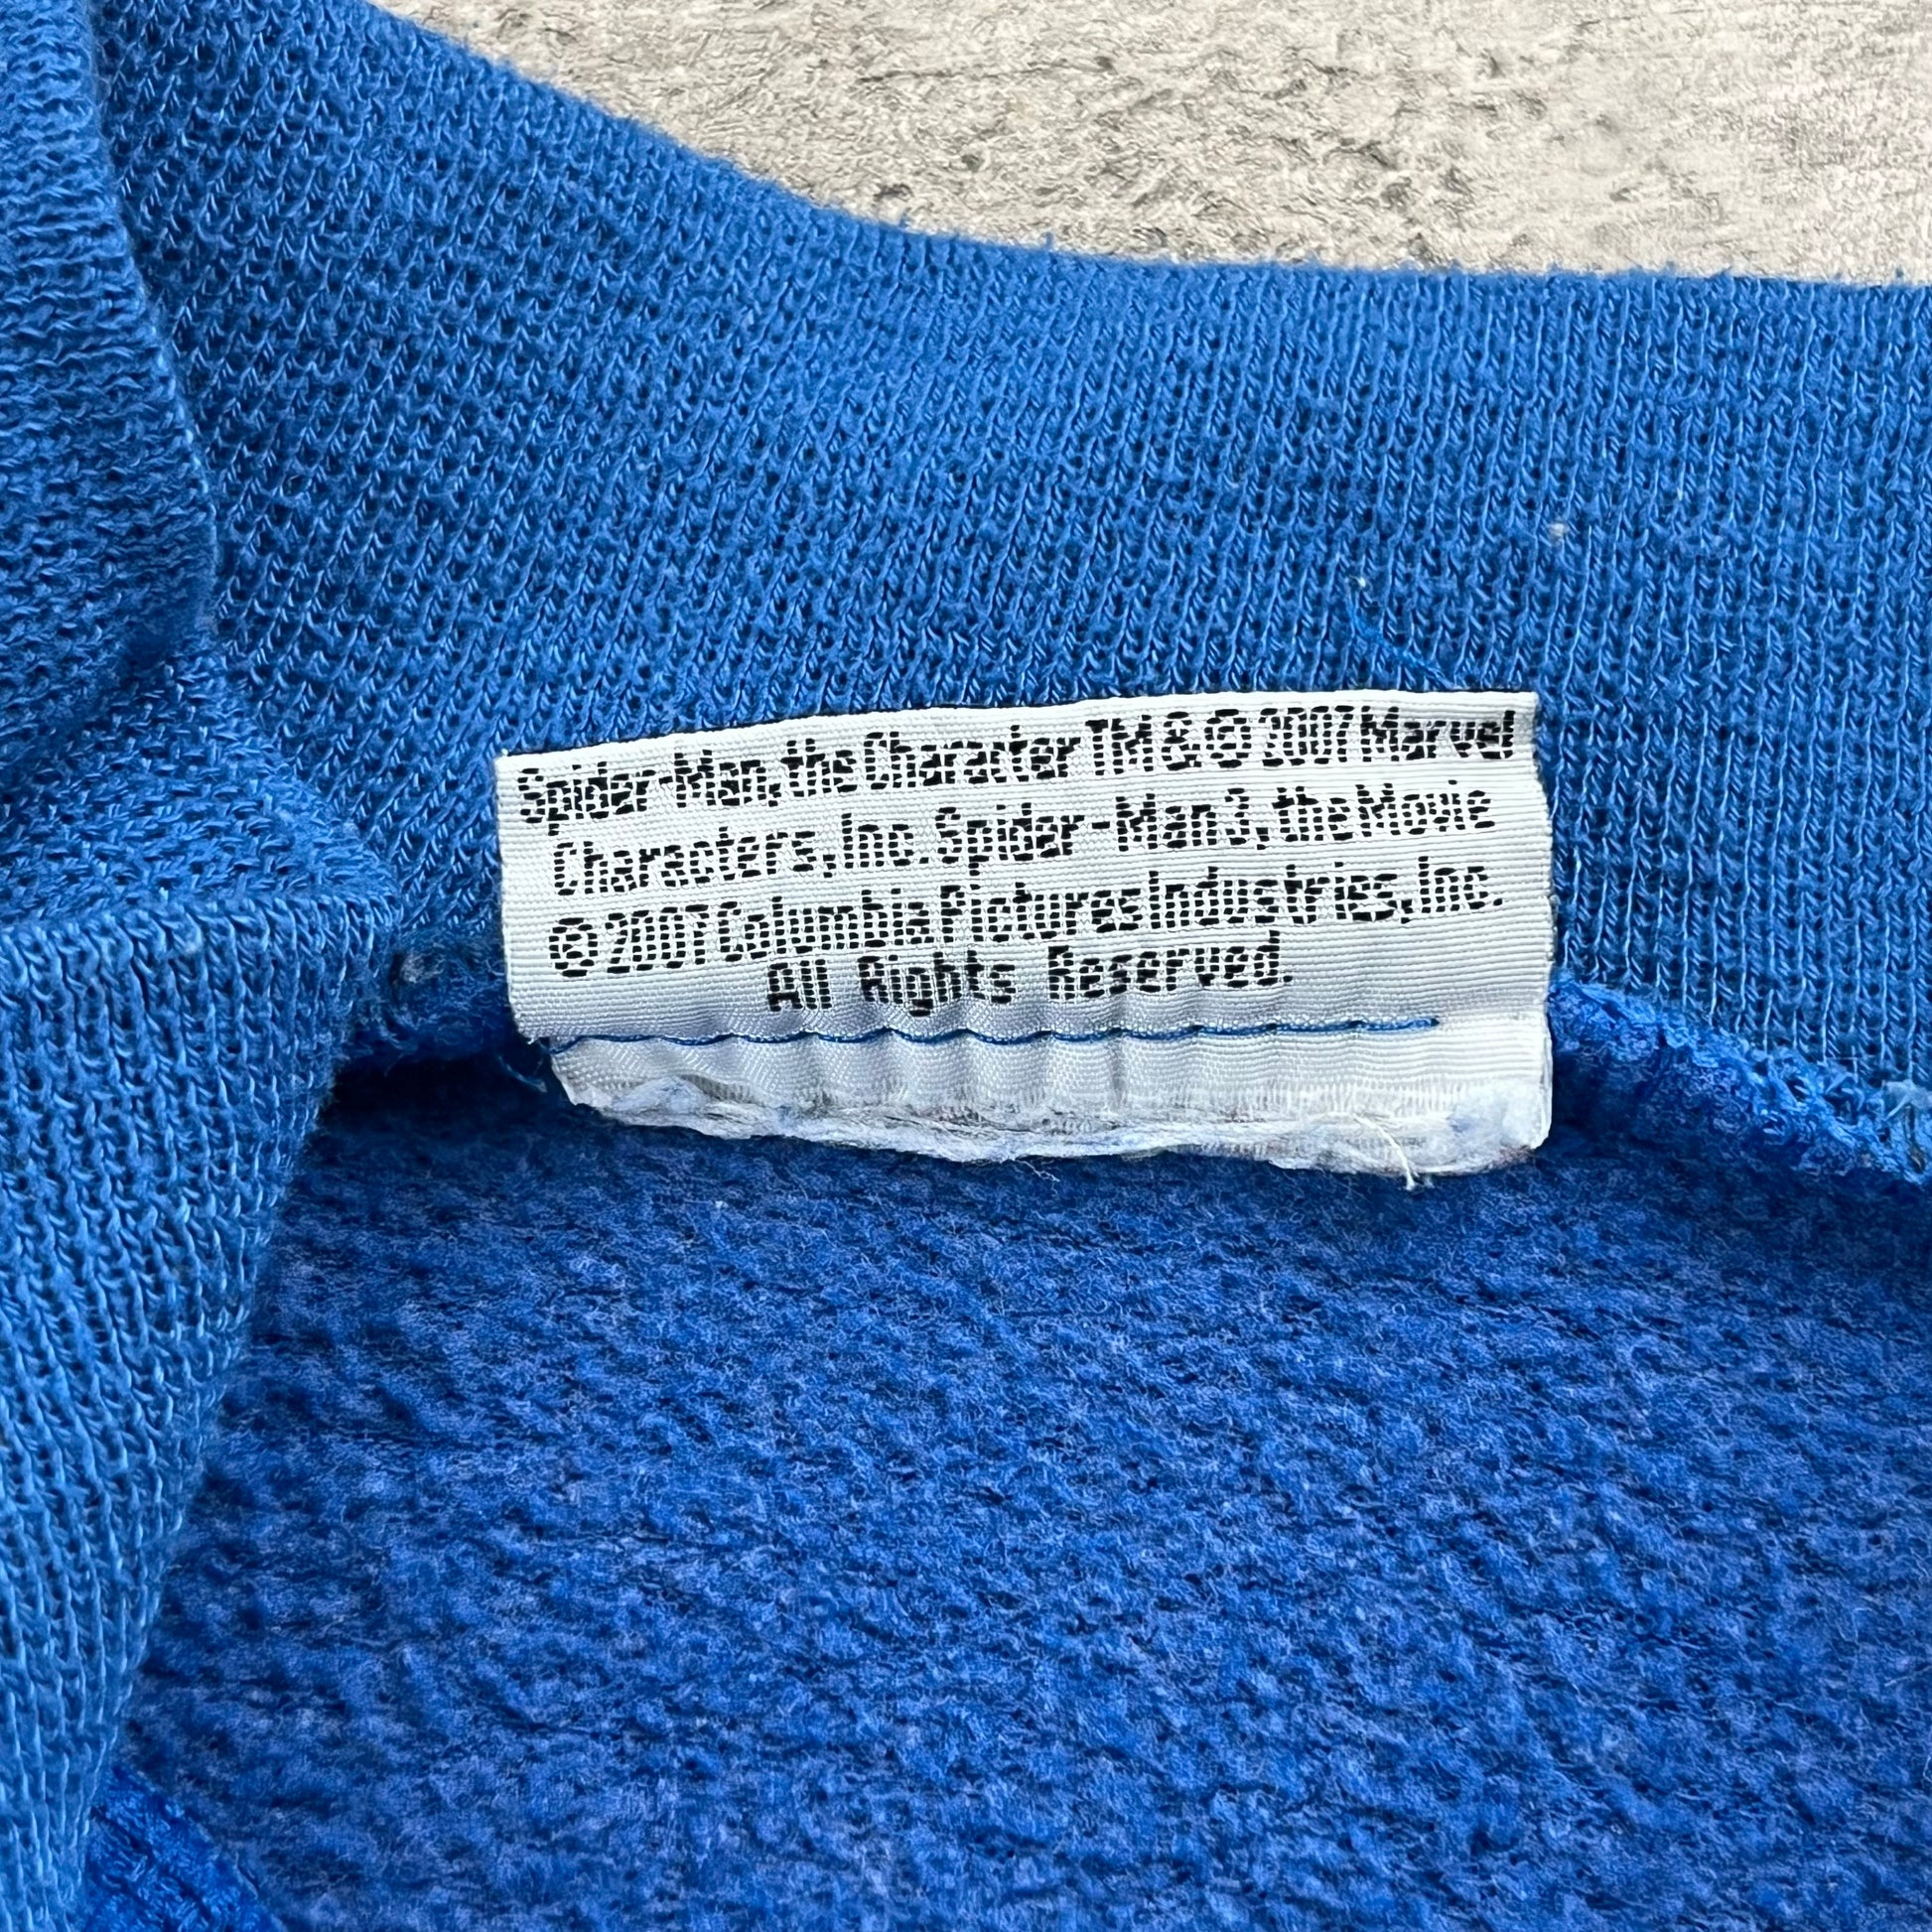 Spider-Man, the Character TM & © 2007 Marvel
Characters, Inc. Spider-Man 3, the Movie
© 2007 Columbia Pictures Industries, Inc.
All Rights Reserved.